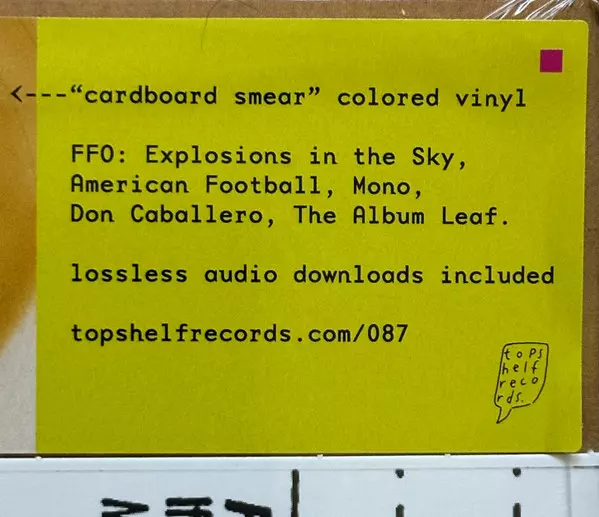 <---“cardboard smear” colored vinyl
FFO: Explosions in the Sky,
American Football, Mono,
Don Caballero, The Album Leaf.
lossless audio downloads included
topshelfrecords.com/087
tops
helf
reco
rds.